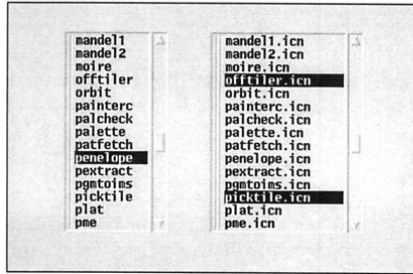 mandel1
mandel2
moire
offtiler
orbit
painterc
palcheck
palette
patfetch
penelope
pextract
pgmtoims
picktile
plat
pme
mandel1.icn
mandel2.icn
moire.icn
offtiler.icn
orbit.icn
painterc.icn
palcheck.icn
palette.icn
patfetch.icn
penelope.icn
pextract.icn
pgmtoims.icn
picktile.icn
plat.icn
pme.icn